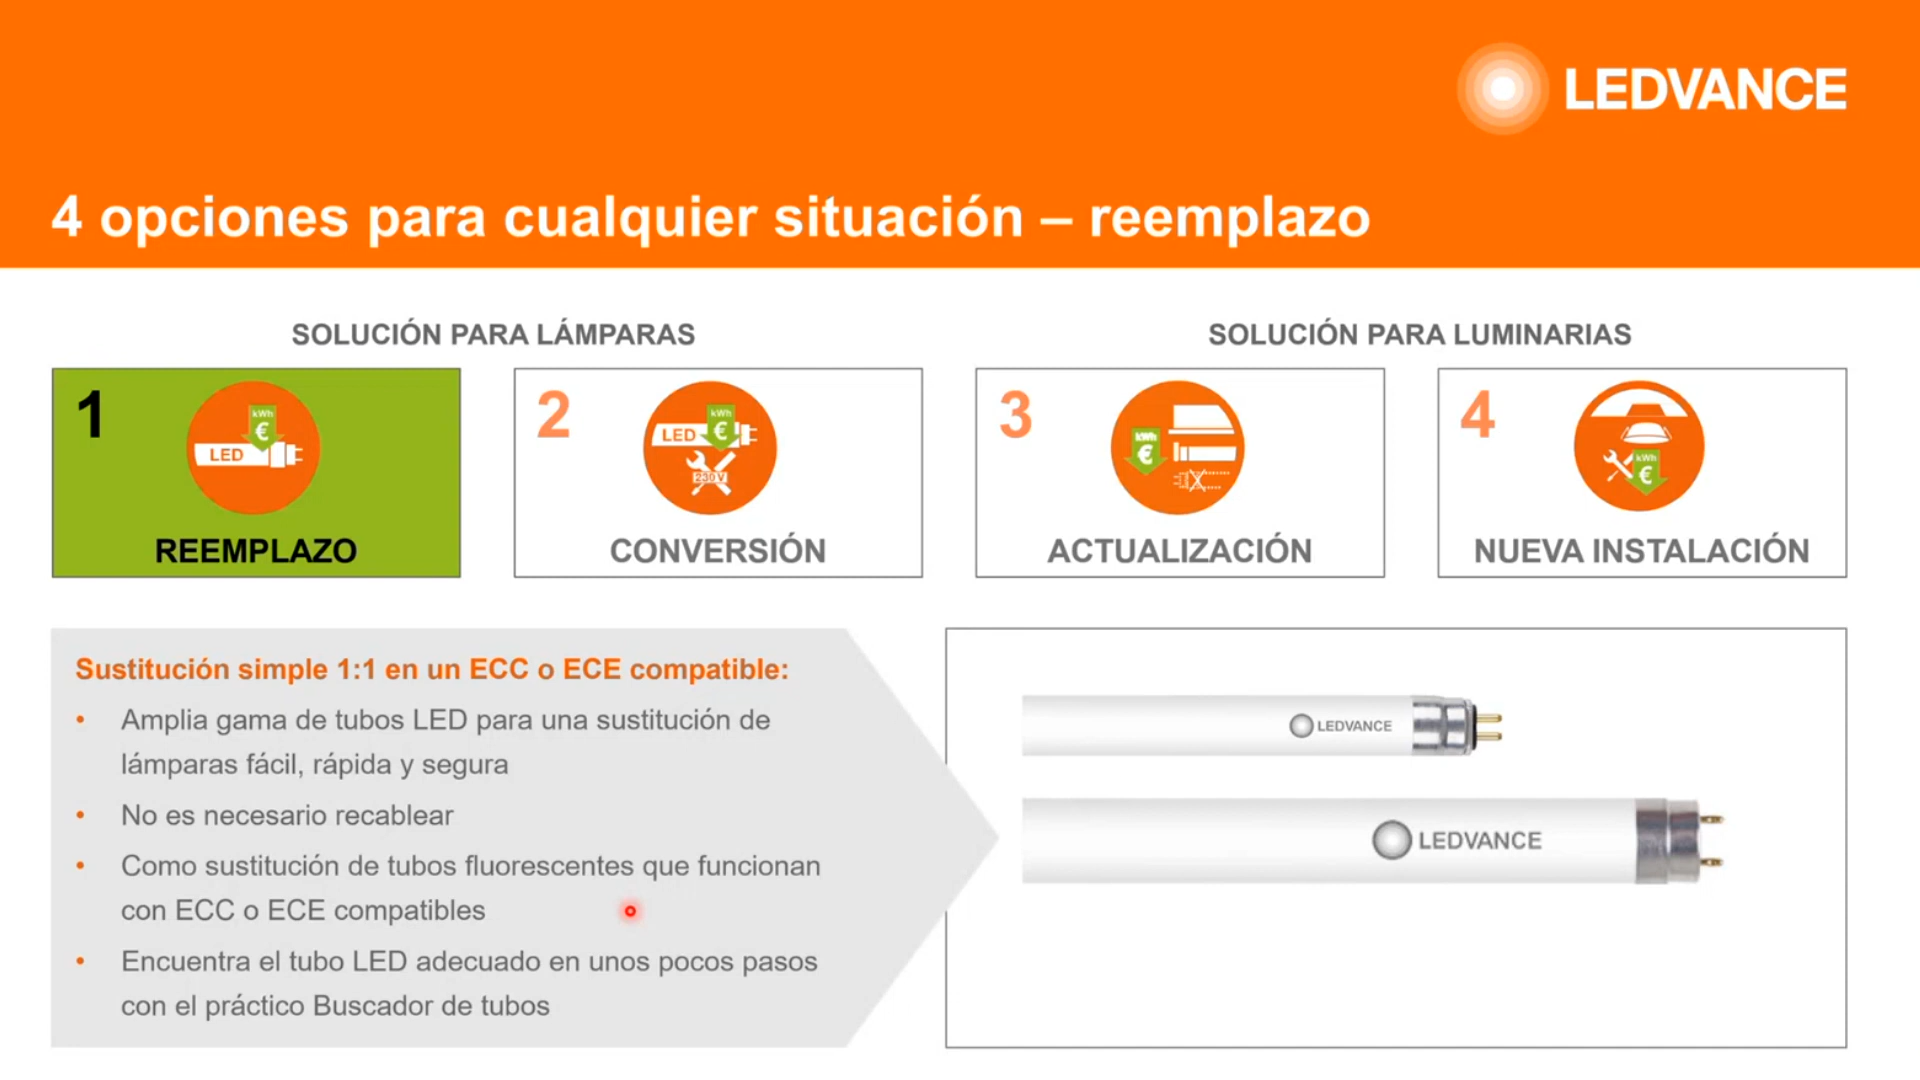 LEDVANCE
4 opciones para cualquier situación – reemplazo
SOLUCIÓN PARA LÁMPARAS
SOLUCIÓN PARA LUMINARIAS
1
kWh
€
LED
REEMPLAZO
2
kWh
€
LED
230V
CONVERSIÓN
3
kWh
€
ACTUALIZACIÓN
4
kWh
€
NUEVA INSTALACIÓN
Sustitución simple 1:1 en un ECC o ECE compatible:
• Amplia gama de tubos LED para una sustitución de
lámparas fácil, rápida y segura
• No es necesario recablear
• Como sustitución de tubos fluorescentes que funcionan
con ECC o ECE compatibles
• Encuentra el tubo LED adecuado en unos pocos pasos
con el práctico Buscador de tubos
LEDVANCE
LEDVANCE